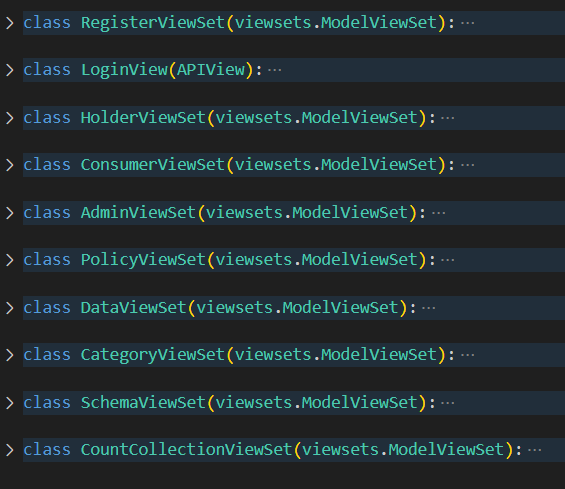 class RegisterViewSet(viewsets.ModelViewSet):···
class LoginView(APIView):···
class HolderViewSet(viewsets.ModelViewSet):···
class ConsumerViewSet(viewsets.ModelViewSet):···
class AdminViewSet(viewsets.ModelViewSet):···
class PolicyViewSet(viewsets.ModelViewSet):···
class DataViewSet(viewsets.ModelViewSet):···
class CategoryViewSet(viewsets.ModelViewSet):···
class SchemaViewSet(viewsets.ModelViewSet):···
class CountCollectionViewSet(viewsets.ModelViewSet):···